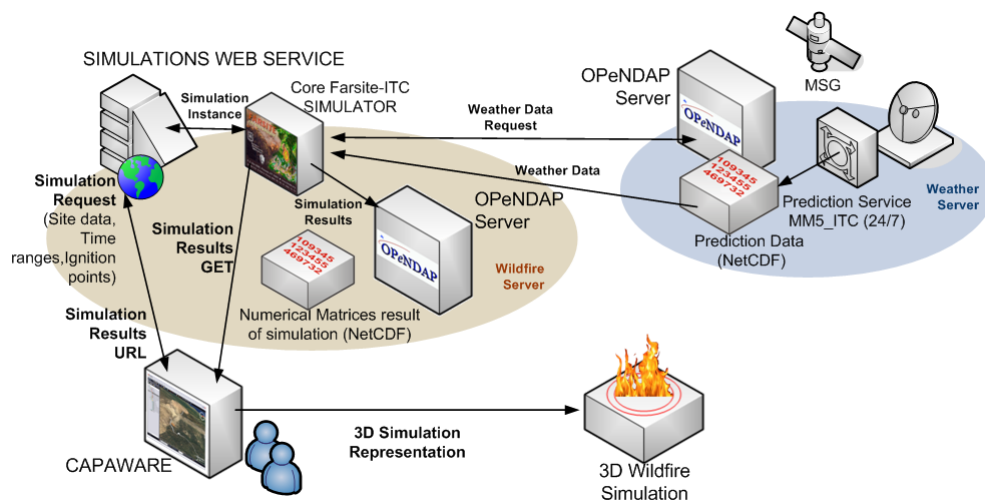 SIMULATIONS WEB SERVICE
Simulation
Instance
Core Farsite-ITC
SIMULATOR
Simulation
Request
(Site data,
Time
ranges,Ignition
points)
Simulation
Results
GET
Simulation
Results
109345
123455
469732
Numerical Matrices result
of simulation (NetCDF)
OPeNDAP
Server
OPeNDAP
Wildfire
Server
Weather Data
Request
Weather Data
OPeNDAP
Server
OPeNDAP
109345
123455
469732
Prediction Data
(NetCDF)
MSG
Prediction Service
MM5_ITC (24/7)
Weather
Server
Simulation
Results
URL
CAPAWARE
3D Simulation
Representation
3D Wildfire
Simulation